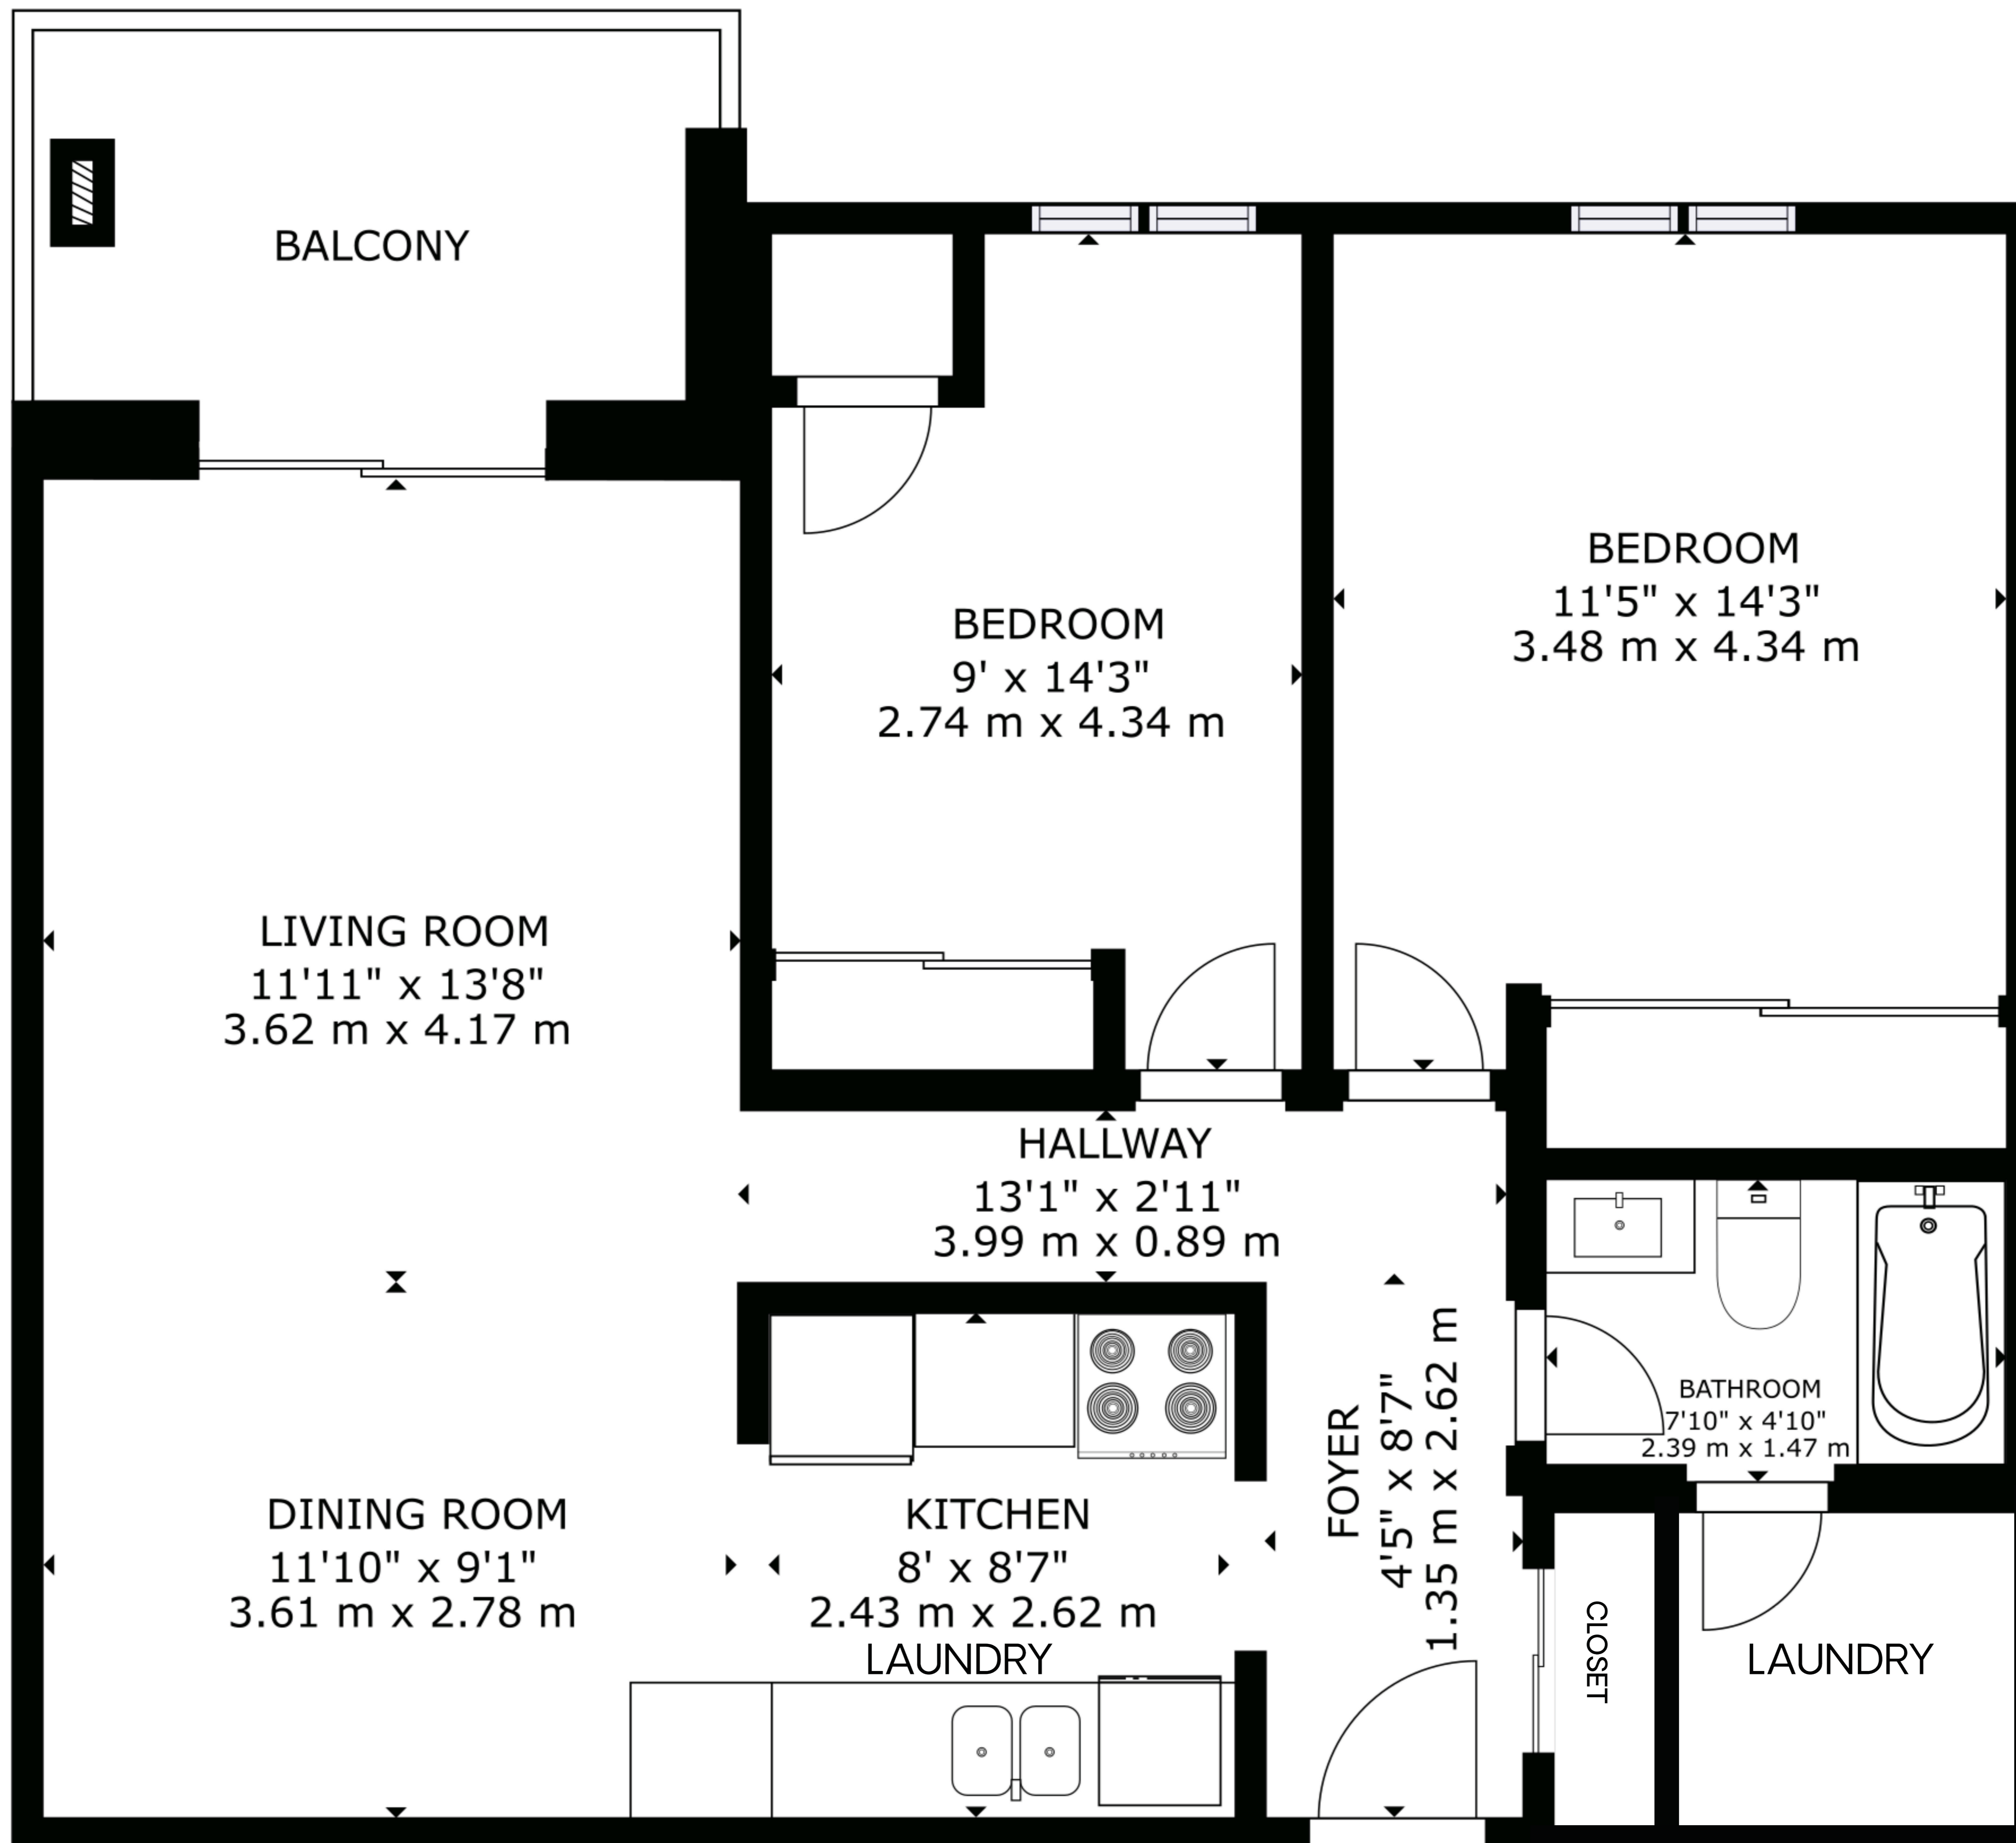 BALCONY
BEDROOM
11'5" x 14'3"
3.48 m x 4.34 m
BEDROOM
9' x 14'3"
2.74 m x 4.34 m
LIVING ROOM
11'11" x 13'8"
3.62 m x 4.17 m
HALLWAY
13'1" x 2'11"
3.99 m x 0.89 m
BATHROOM
7'10" x 4'10"
2.39 m x 1.47 m
FOYER
4'5" x 8'7"
1.35 m x 2.62 m
DINING ROOM
11'10" x 9'1"
3.61 m x 2.78 m
KITCHEN
8' x 8'7"
2.43 m x 2.62 m
LAUNDRY
CLOSET
LAUNDRY